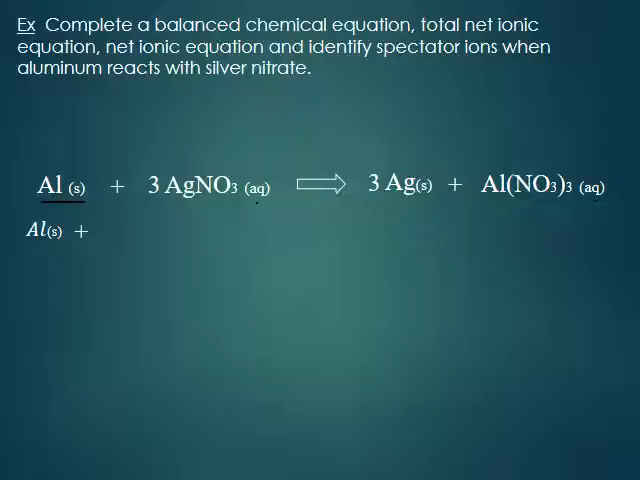 Ex Complete a balanced chemical equation, total net ionic
equation, net ionic equation and identify spectator ions when
aluminum reacts with silver nitrate.
Al (s) + 3 AgNO3 (aq) ⇨ 3 Ag(s) + Al(NO3)3 (aq)
Al(s) +